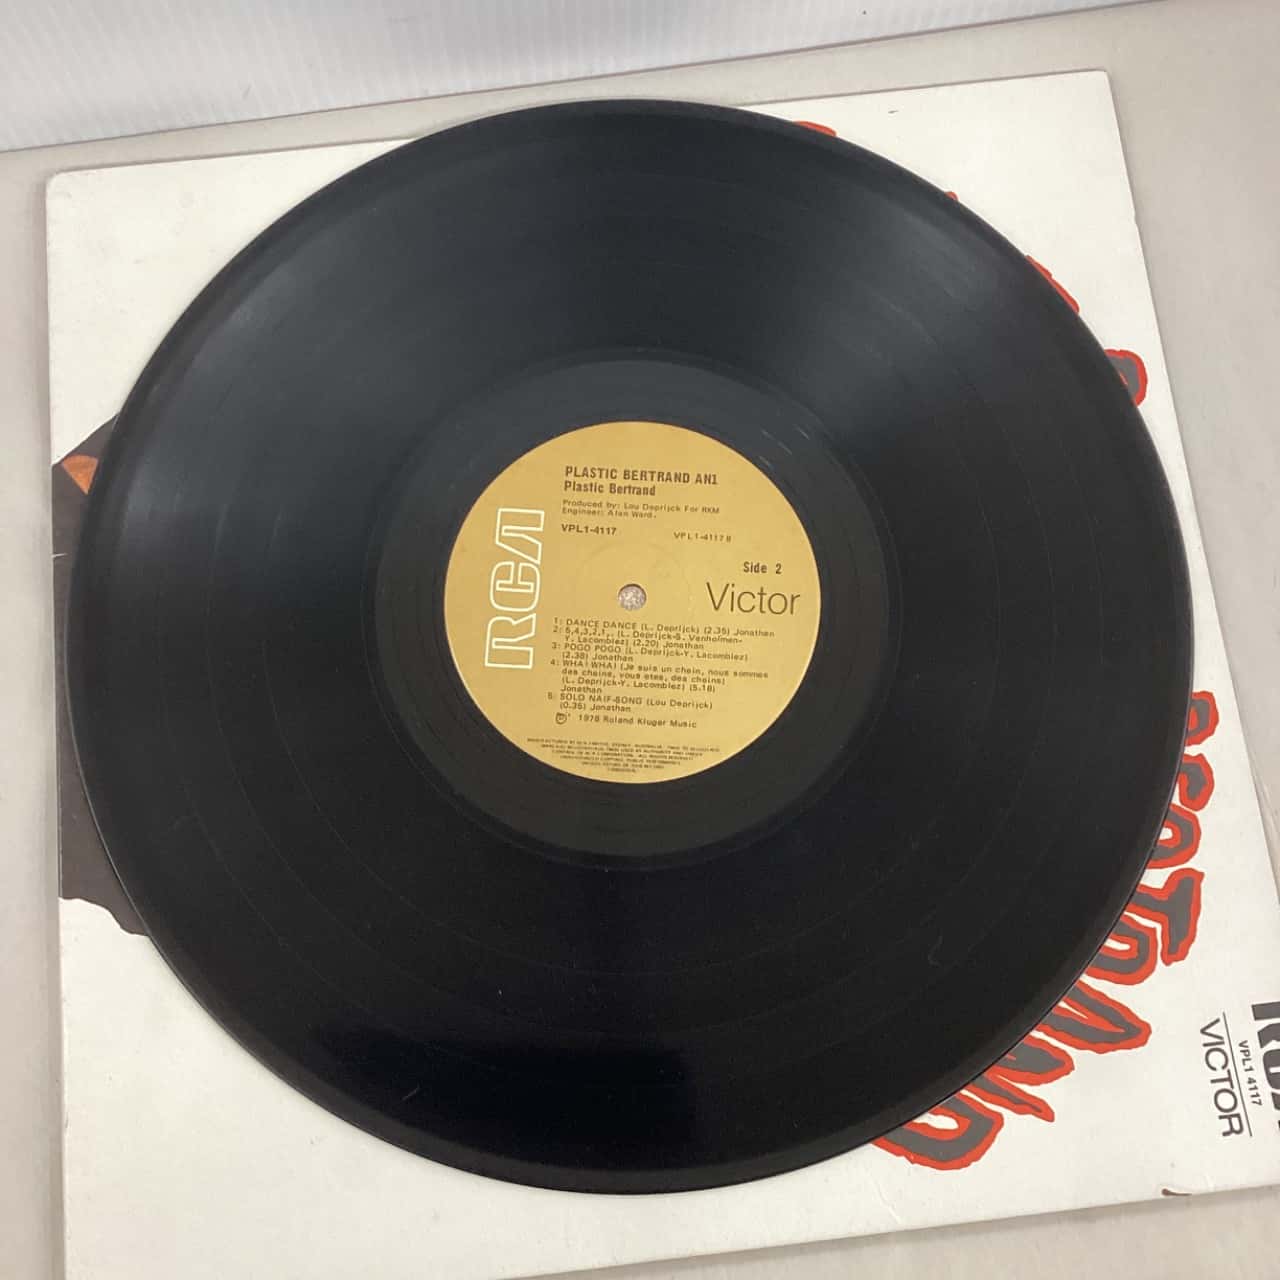 PLASTIC BERTRAND AN1
Plastic Bertrand
Produced by: Lou Deprijck For RKM
Engineer: Alan Ward.
VPL1-4117
VPL1-4117B
Side 2
RCA
Victor
1: DANCE DANCE (L. Deprijck) (2.35) Jonathan
2: 5,4,3,2,1,. (L. Deprijck-S. Venholmen-
Y. Lacomblez) (2.20) Jonathan
3: POGO POGO (L. Deprijck-Y. Lacomblez)
(2.38) Jonathan
4: WHA! WHA! (Je suis un chein, nous sommes
des cheins, vous etes, des cheins)
(L. Deprijck-Y. Lacomblez) (5.18)
Jonathan
5: SOLO NAIF-SONG (Lou Deprijck)
(0.35) Jonathan
1978 Roland Kluger Music
VPL1 4117
VICTOR